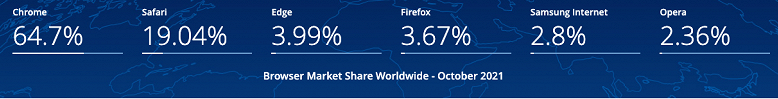 Chrome Safari Edge Firefox Samsung Internet Opera
64.7% 19.04% 3.99% 3.67% 2.8% 2.36%
Browser Market Share Worldwide - October 2021